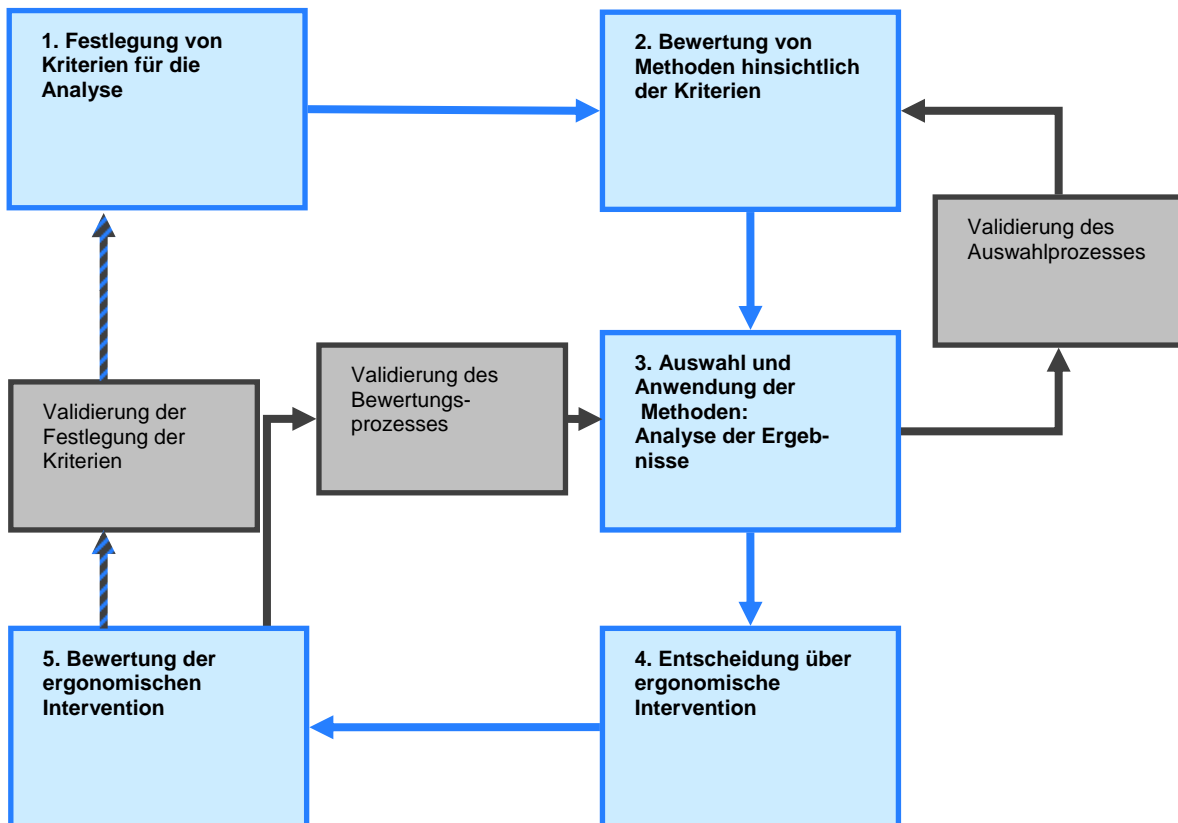 1. Festlegung von
Kriterien für die
Analyse
2. Bewertung von
Methoden hinsichtlich
der Kriterien
Validierung des
Auswahlprozesses
3. Auswahl und
Anwendung der
Methoden:
Analyse der Ergeb-
nisse
Validierung des
Bewertungs-
prozesses
Validierung der
Festlegung der
Kriterien
5. Bewertung der
ergonomischen
Intervention
4. Entscheidung über
ergonomische
Intervention